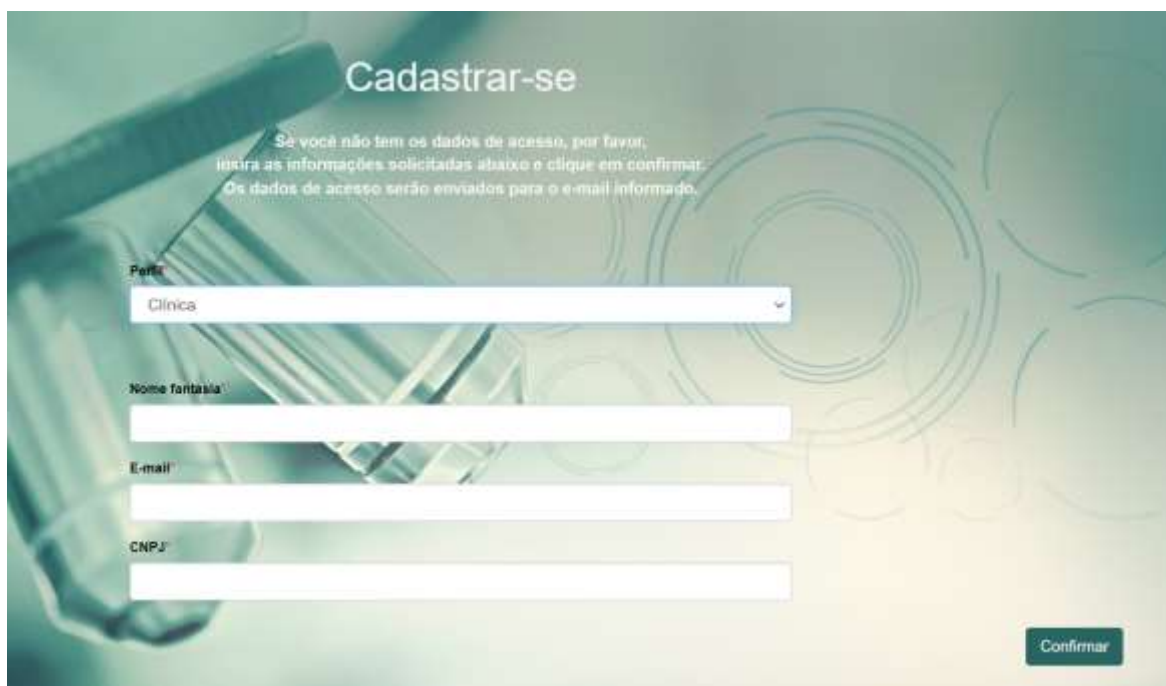 Cadastrar-se
Se você não tem os dados de acesso, por favor,
insira as informações solicitadas abaixo e clique em confirmar.
Os dados de acesso serão enviados para o e-mail informado.
Perfil*
Clínica
Nome fantasia*
E-mail*
CNPJ*
Confirmar